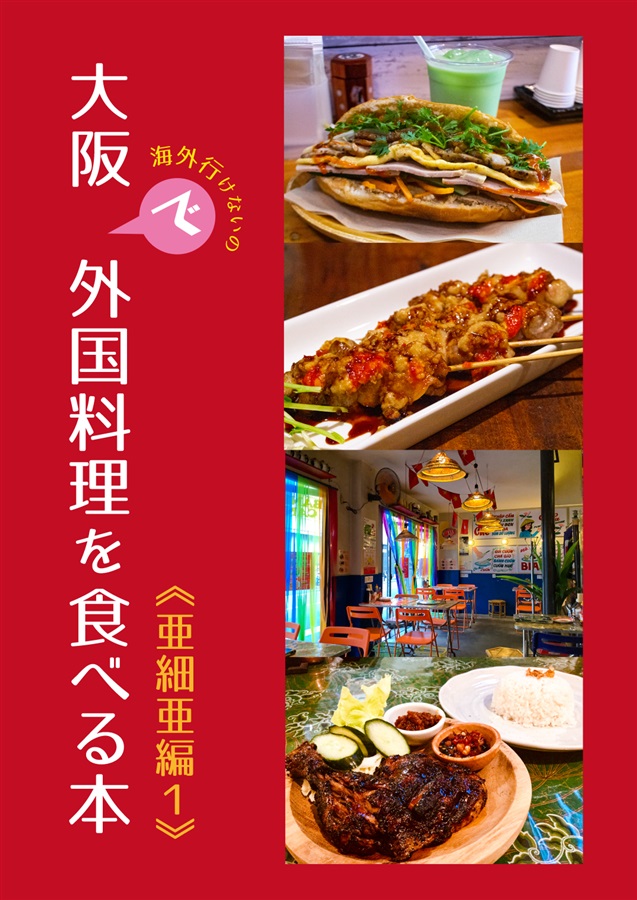 大阪
海外行けないの
で
外国料理を食べる本
《亜細亜編1》